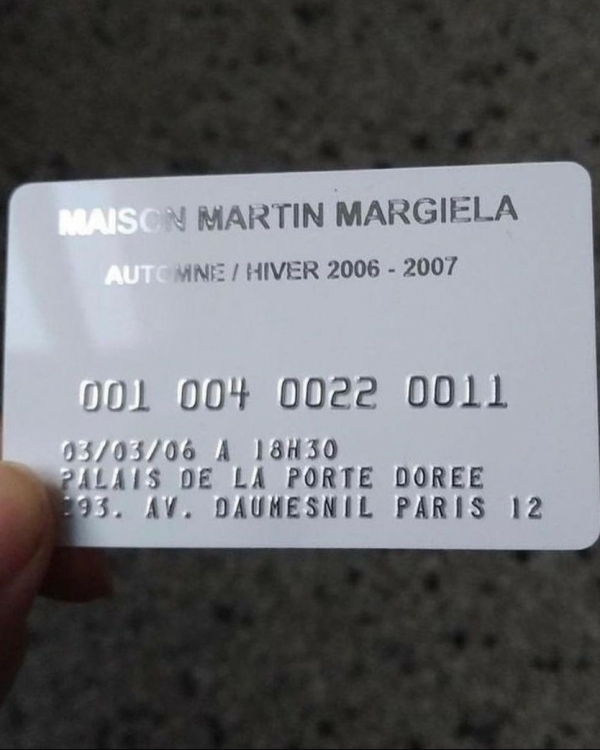 MAISON MARTIN MARGIELA
AUTOMNE / HIVER 2006 - 2007
001 004 0022 0011
03/03/06 A 18H30
PALAIS DE LA PORTE DOREE
293. AV. DAUMESNIL PARIS 12